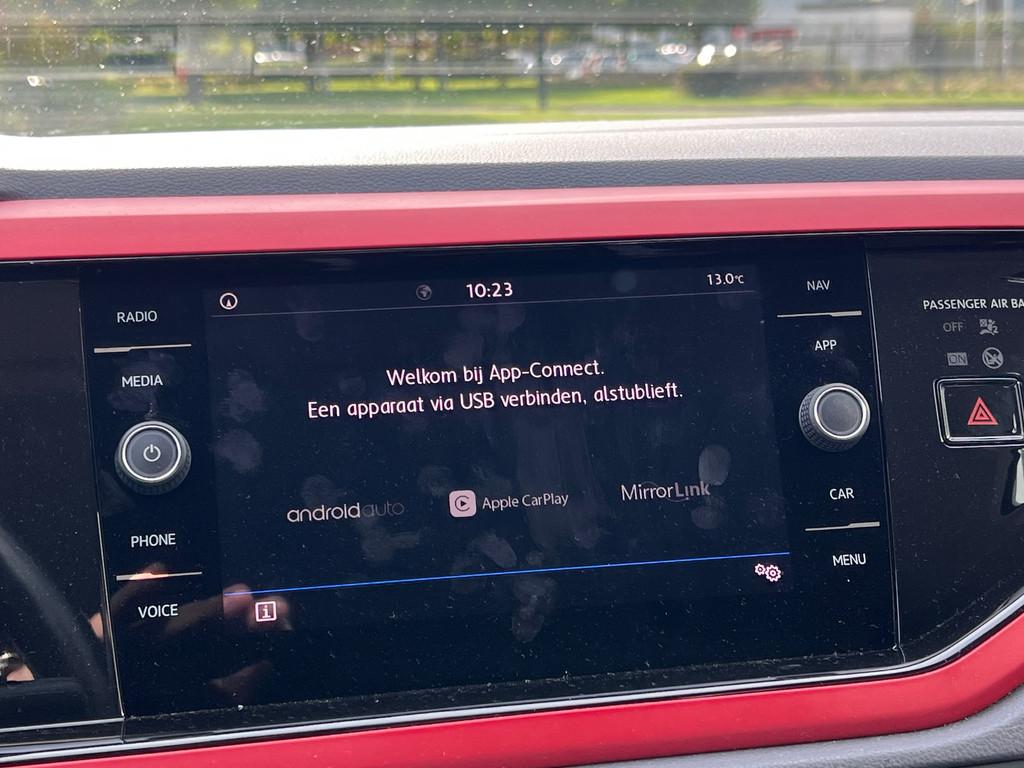 RADIO
MEDIA
PHONE
VOICE
10:23
13.0°C
Welkom bij App-Connect.
Een apparaat via USB verbinden, alstublieft.
androidauto
Apple CarPlay
MirrorLink
i
NAV
APP
CAR
MENU
PASSENGER AIR BA
OFF
ON